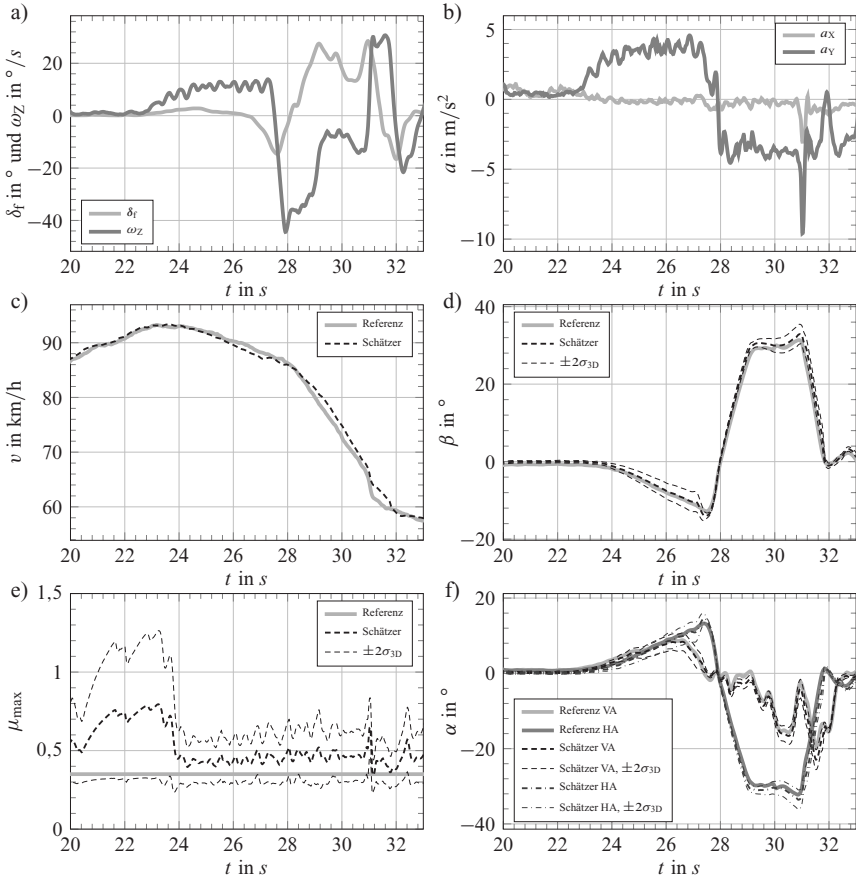 a)
δf in ° und ωZ in °/s
20
0
−20
−40
δf
ωZ
20 22 24 26 28 30 32
t in s
b)
a in m/s²
5
0
−5
−10
aX
aY
20 22 24 26 28 30 32
t in s
c)
v in km/h
90
80
70
60
Referenz
Schätzer
20 22 24 26 28 30 32
t in s
d)
β in °
40
20
0
−20
Referenz
Schätzer
±2σ3D
20 22 24 26 28 30 32
t in s
e)
μmax
1,5
1
0,5
0
Referenz
Schätzer
±2σ3D
20 22 24 26 28 30 32
t in s
f)
α in °
20
0
−20
−40
Referenz VA
Referenz HA
Schätzer VA
Schätzer VA, ±2σ3D
Schätzer HA
Schätzer HA, ±2σ3D
20 22 24 26 28 30 32
t in s